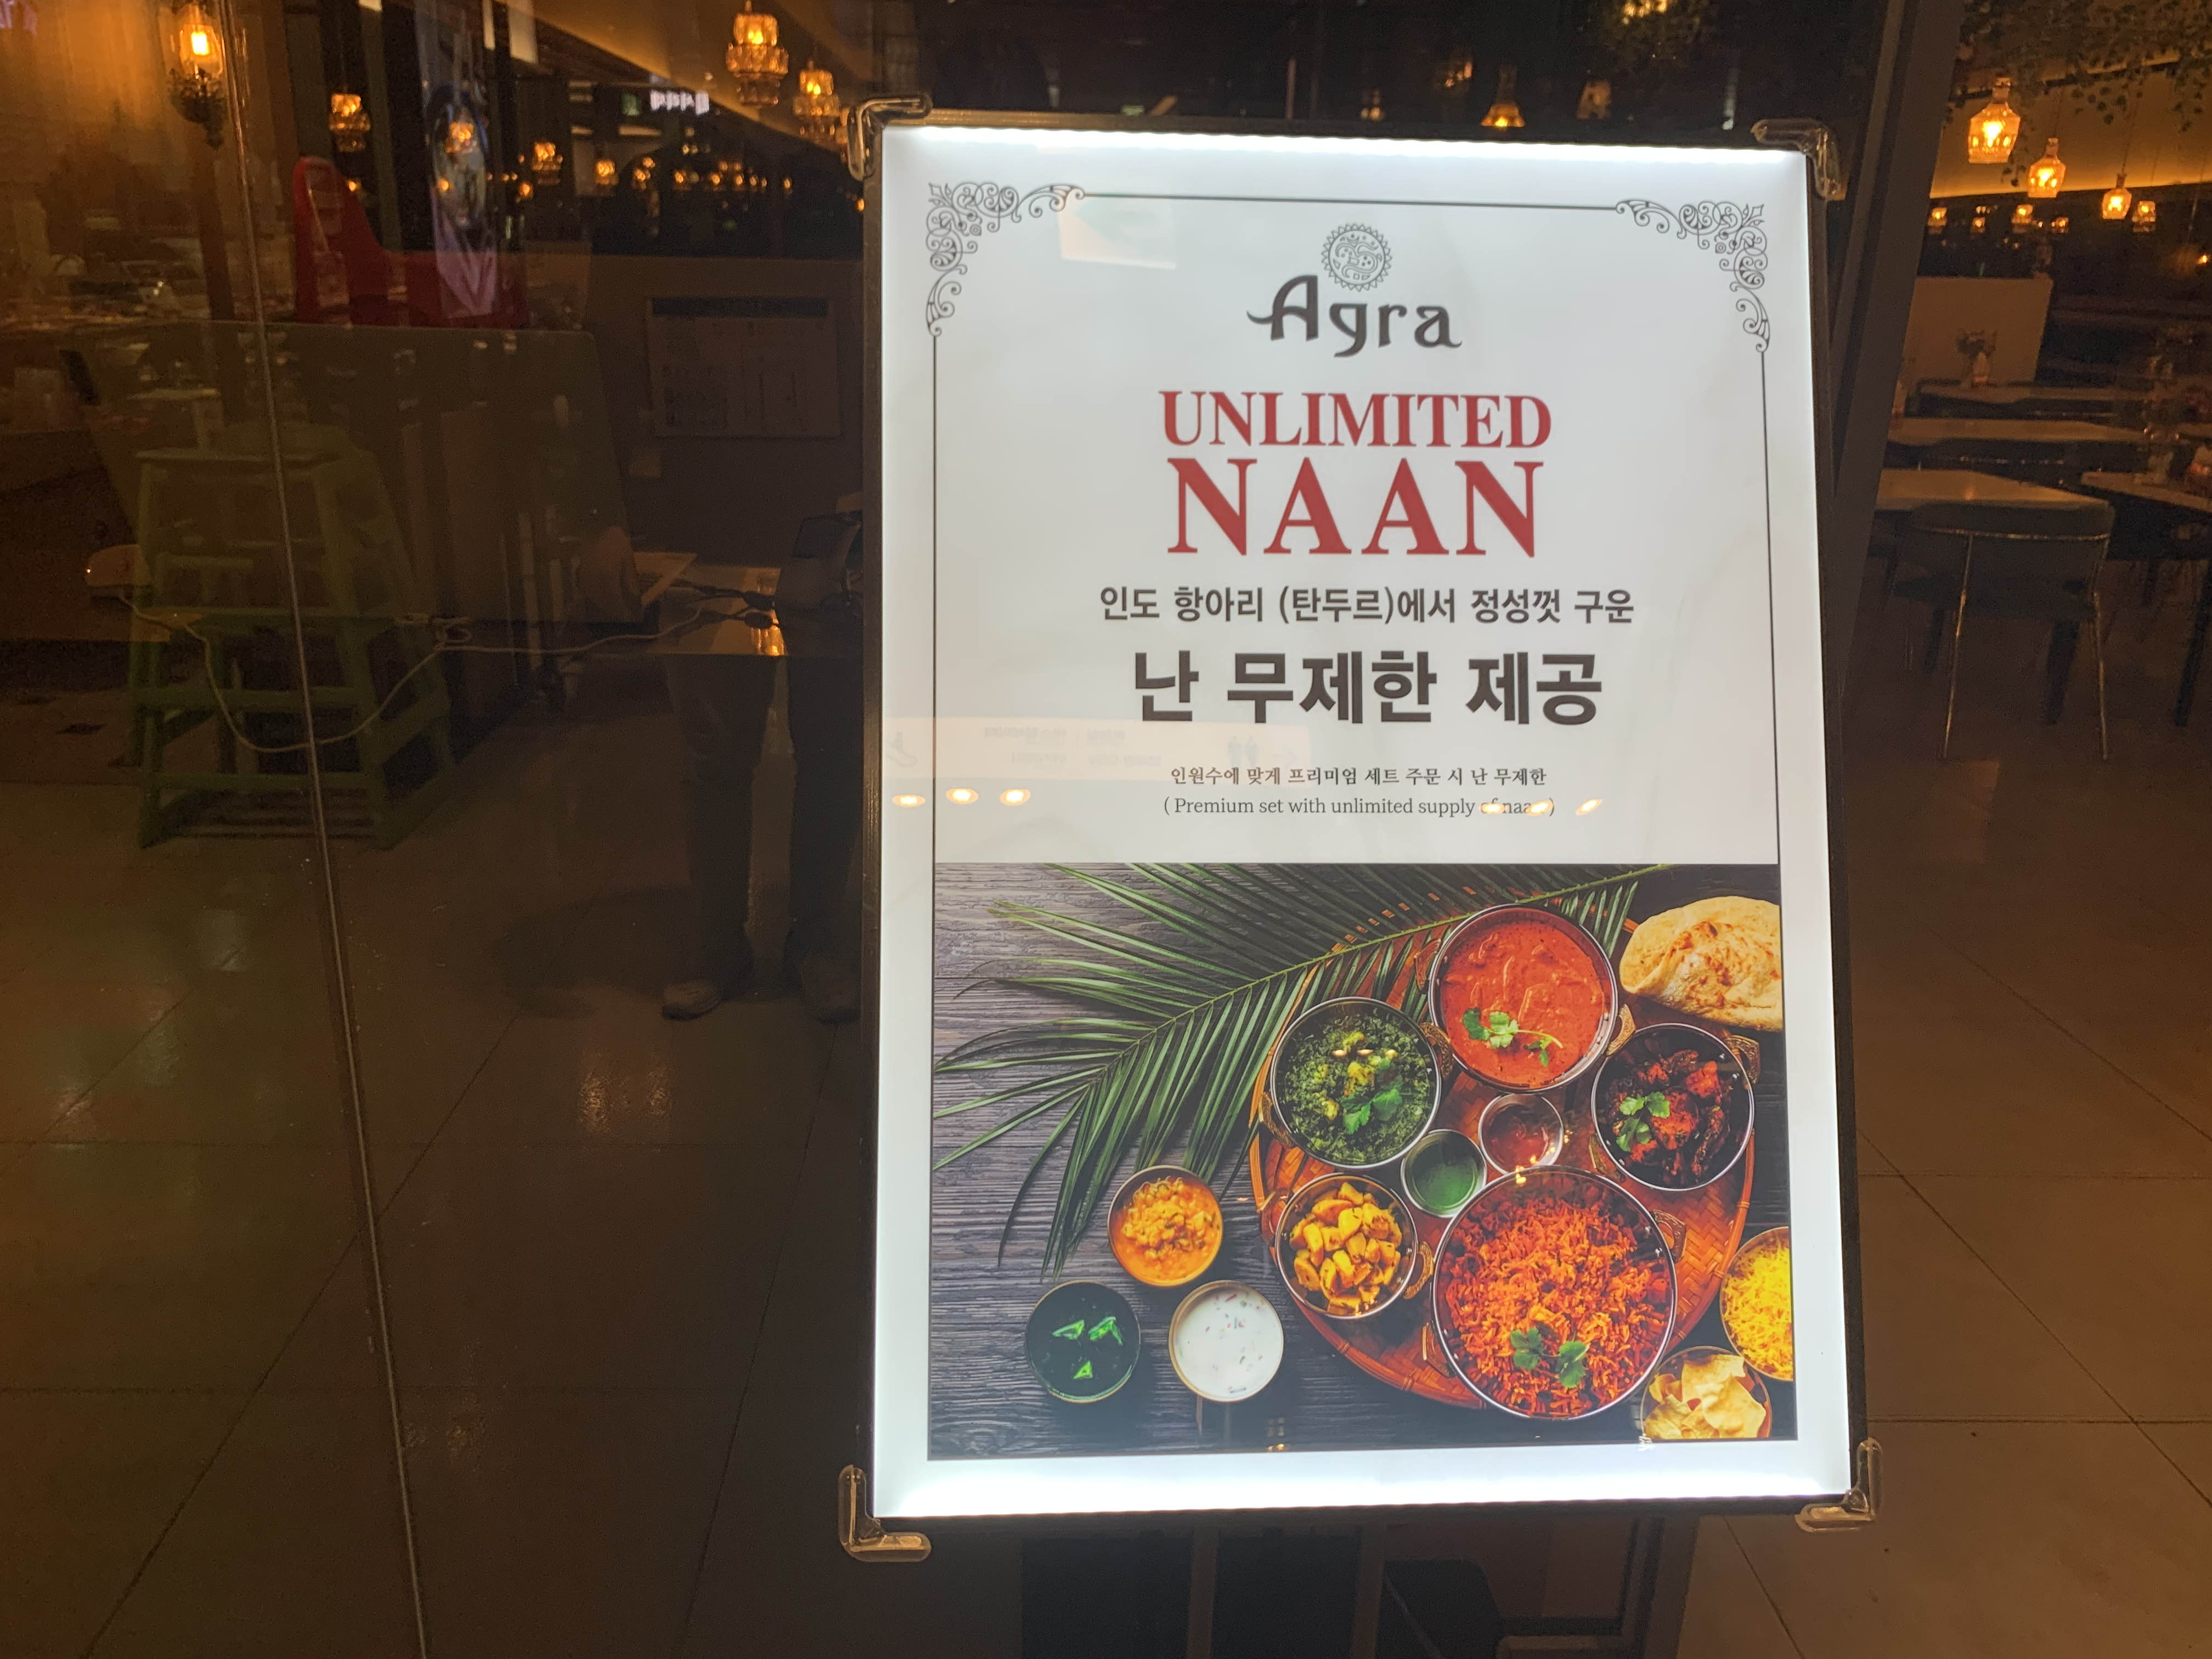 Agra
UNLIMITED
NAAN
인도 항아리 (탄두르)에서 정성껏 구운
난 무제한 제공
인원수에 맞게 프리미엄 세트 주문 시 난 무제한
( Premium set with unlimited supply of naan )